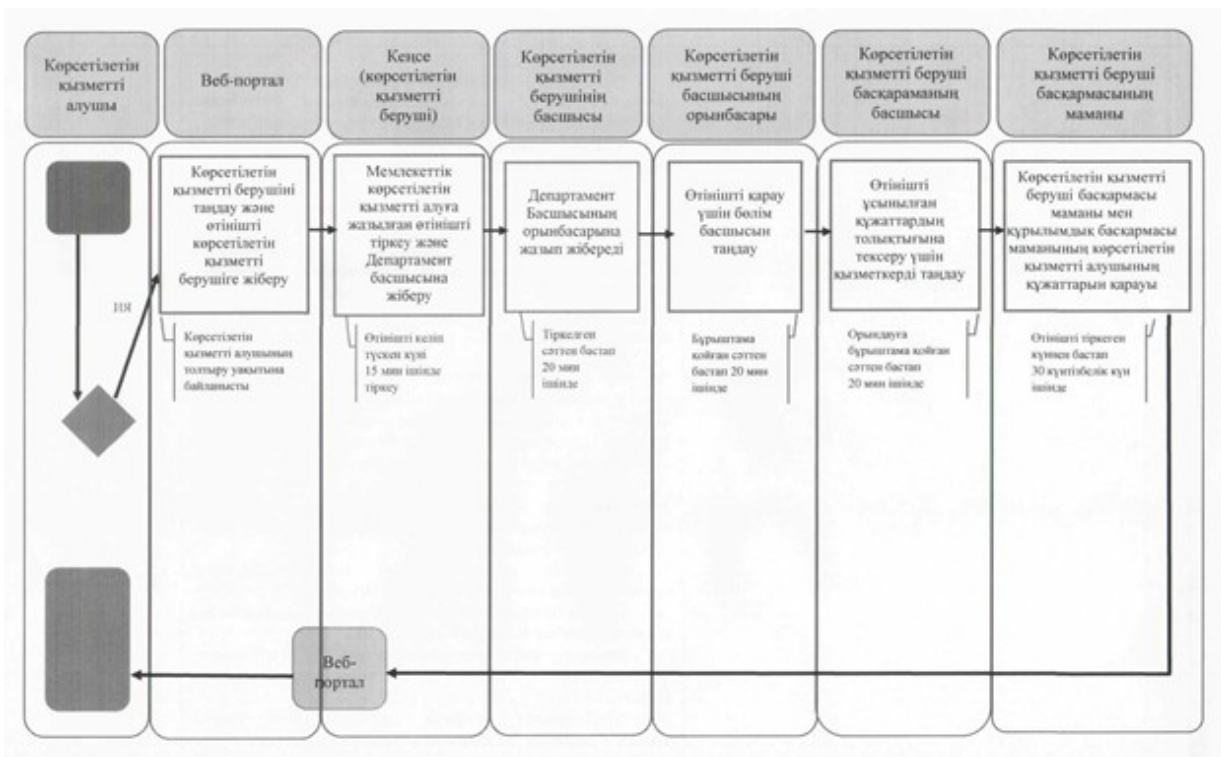 Көрсетілетін
қызметті
алушы
Веб-портал
Кеңсе
(көрсетілетін
қызметті
беруші)
Көрсетілетін
қызметті
берушінің
басшысы
Көрсетілетін
қызметті беруші
басшысының
орынбасары
Көрсетілетін
қызметті беруші
басқараманың
басшысы
Көрсетілетін
қызметті беруші
басқармасының
маманы
Көрсетілетін
қызметті берушіні
таңдау және
өтінішті
көрсетілетін
қызметті
берушіге жіберу
Мемлекеттік
көрсетілетін
қызметті алуға
жазылған өтінішті
тіркеу және
Департамент
басшысына
жіберу
Департамент
Басшысының
орынбасарына
жазып жібереді
Өтінішті қарау
үшін бөлім
басшысын
таңдау
Өтінішті
ұсынылған
құжаттардың
толықтығына
тексеру үшін
қызметкерді таңдау
Көрсетілетін қызметті
беруші басқармасы
маманы мен
құрылымдық басқармасы
маманының көрсетілетін
қызметті алушының
құжаттарын қарауы
ИЯ
Көрсетілетін
қызметті алушының
толтыру уақытына
байланысты
Өтінішті келіп
түскен күні
15 мин ішінде
тіркеу
Тіркелген
сәттен бастап
20 мин
ішінде
Бұрыштама
қойған сәттен
бастап 20 мин
ішінде
Орындауға
бұрыштама қойған
сәттен бастап
20 мин ішінде
Өтінішті тіркеген
күннен бастап
30 күнтізбелік күн
ішінде
Веб-
портал